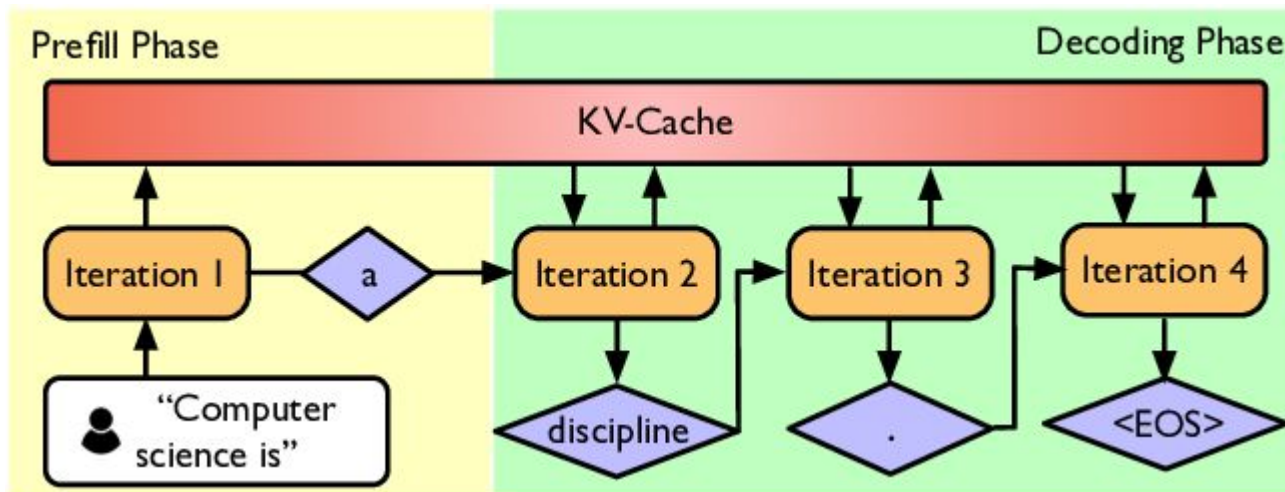 Prefill Phase
Decoding Phase
KV-Cache
Iteration 1
a
Iteration 2
Iteration 3
Iteration 4
“Computer
science is”
discipline
.
<EOS>